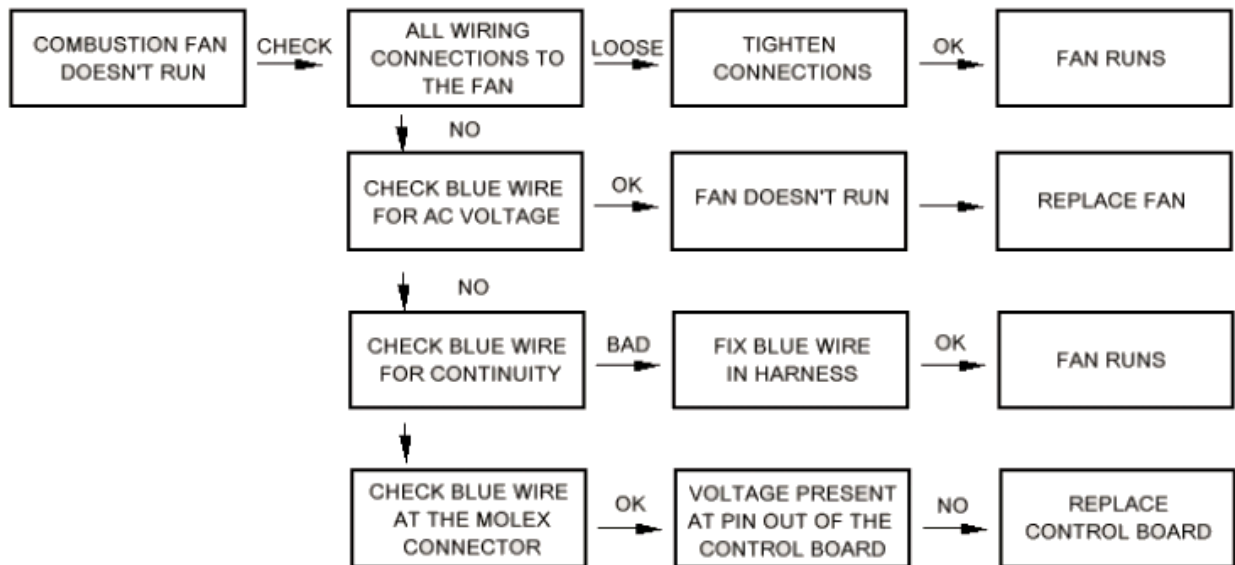 COMBUSTION FAN
DOESN'T RUN
CHECK
ALL WIRING
CONNECTIONS TO
THE FAN
LOOSE
TIGHTEN
CONNECTIONS
OK
FAN RUNS
NO
CHECK BLUE WIRE
FOR AC VOLTAGE
OK
FAN DOESN'T RUN
REPLACE FAN
NO
CHECK BLUE WIRE
FOR CONTINUITY
BAD
FIX BLUE WIRE
IN HARNESS
OK
FAN RUNS
CHECK BLUE WIRE
AT THE MOLEX
CONNECTOR
OK
VOLTAGE PRESENT
AT PIN OUT OF THE
CONTROL BOARD
NO
REPLACE
CONTROL BOARD